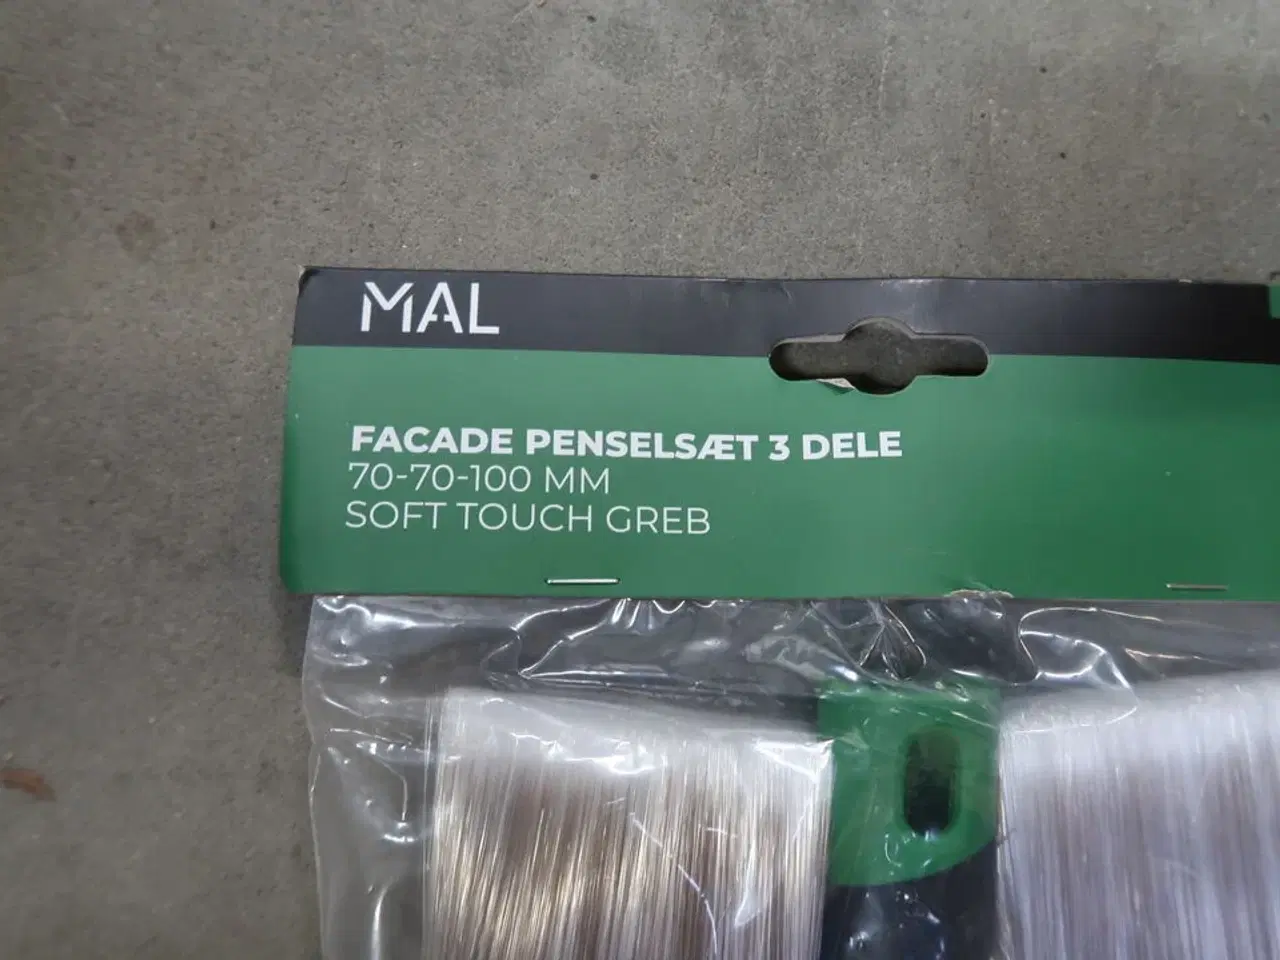 MAL
FACADE PENSELSÆT 3 DELE
70-70-100 MM
SOFT TOUCH GREB